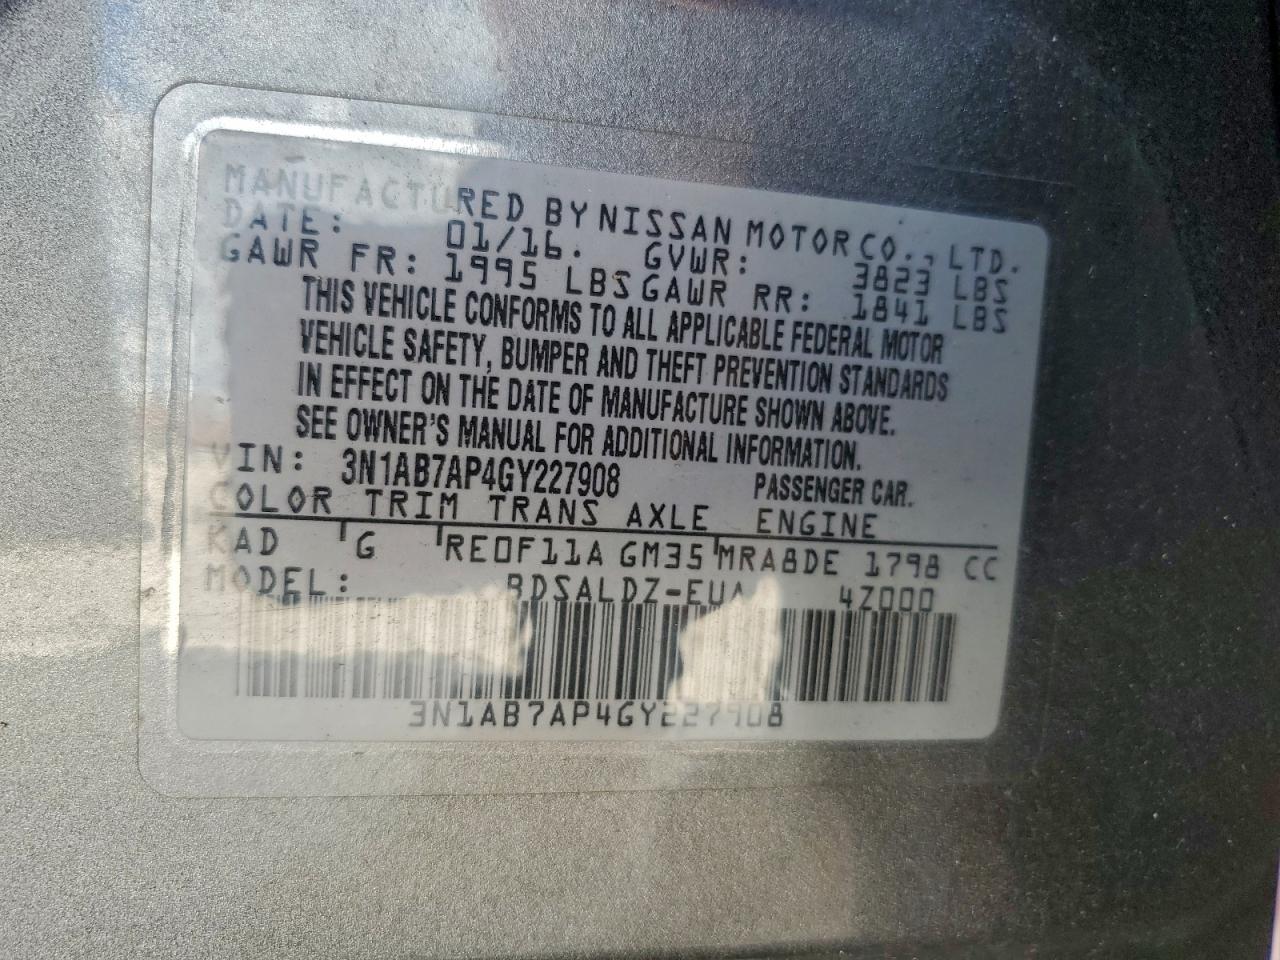 MANUFACTURED BY NISSAN MOTOR CO., LTD.
DATE: 01/16. GVWR: 3823 LBS
GAWR FR: 1995 LBS GAWR RR: 1841 LBS
THIS VEHICLE CONFORMS TO ALL APPLICABLE FEDERAL MOTOR
VEHICLE SAFETY, BUMPER AND THEFT PREVENTION STANDARDS
IN EFFECT ON THE DATE OF MANUFACTURE SHOWN ABOVE.
SEE OWNER'S MANUAL FOR ADDITIONAL INFORMATION.
VIN: 3N1AB7AP4GY227908 PASSENGER CAR.
COLOR TRIM TRANS AXLE ENGINE
KAD G RE0F11A GM35 MRA8DE 1798 CC
MODEL: BDSALDZ-EUA 4Z000
3N1AB7AP4GY227908